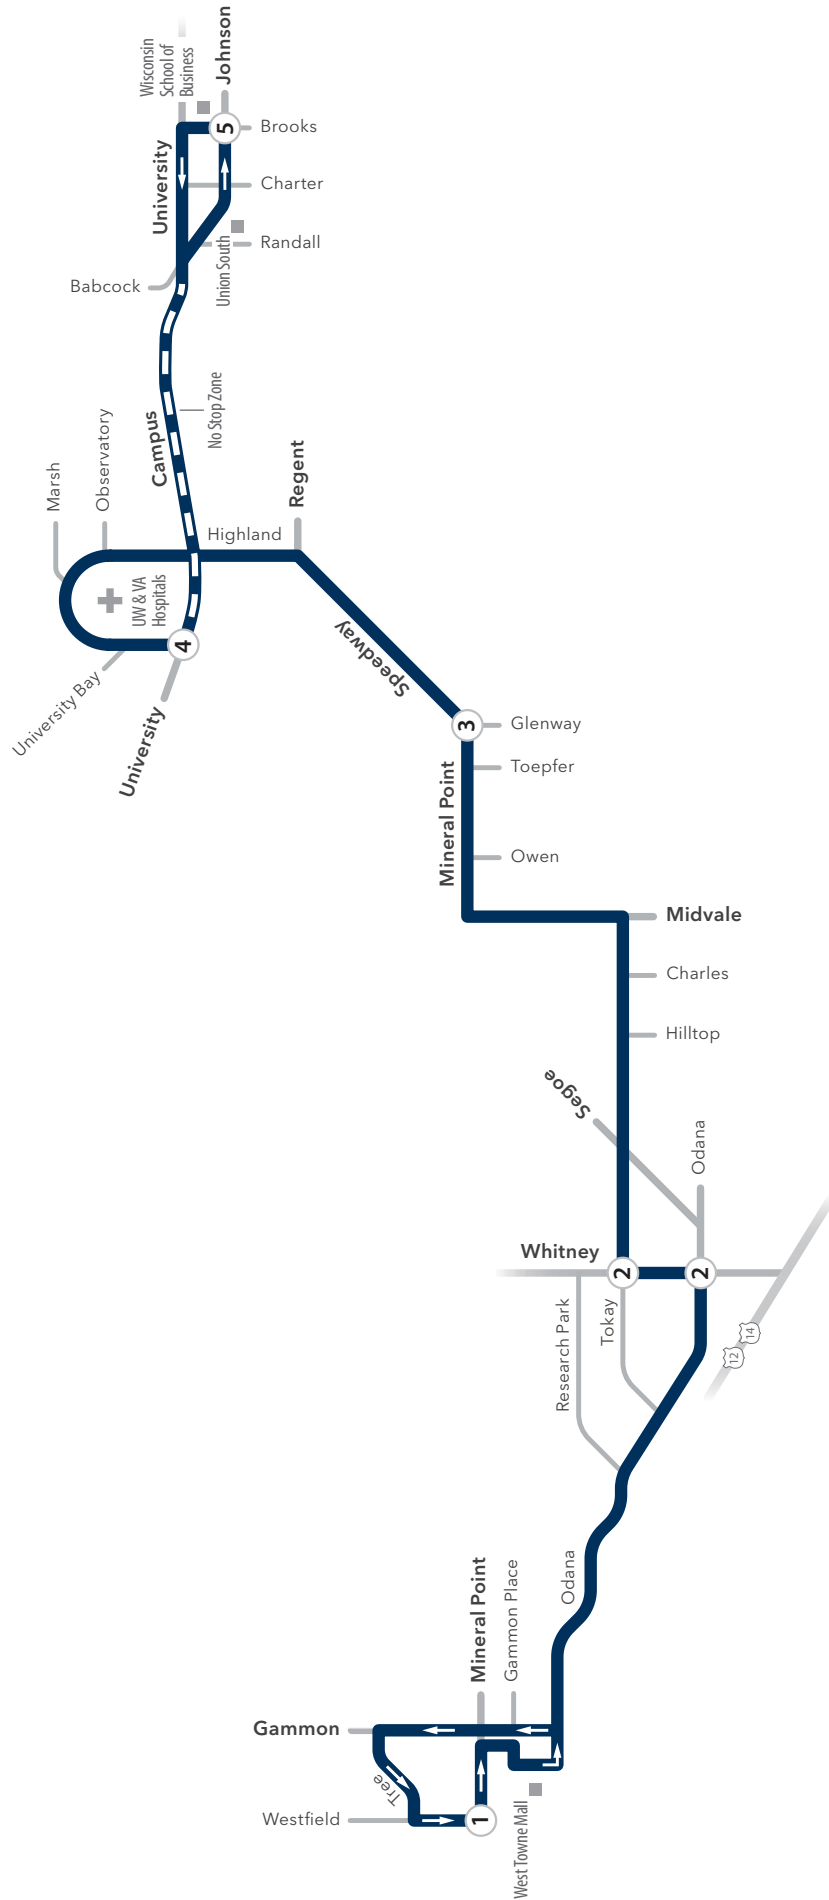 Wisconsin
School of
Business
Johnson
University
5
Brooks
Charter
Union South
Randall
Babcock
No Stop Zone
Campus
Marsh
Observatory
Regent
Highland
UW & VA
Hospitals
4
University Bay
University
Speedway
3
Glenway
Toepfer
Mineral Point
Owen
Midvale
Charles
Hilltop
Segoe
Odana
Whitney
2
2
Research Park
Tokay
14
12
Odana
Mineral Point
Gammon Place
Gammon
Tree
Westfield
1
West Towne Mall